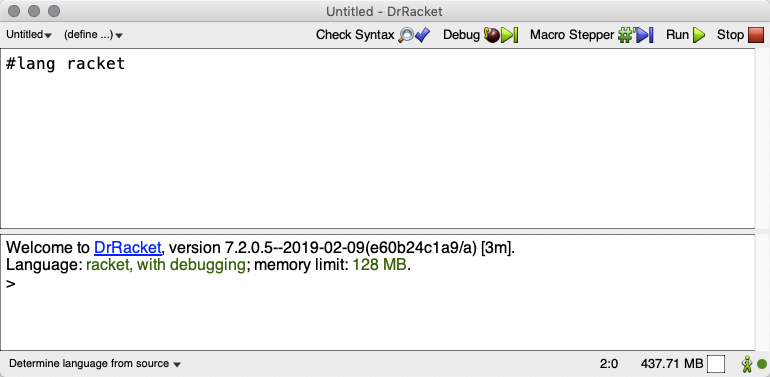 Untitled - DrRacket
Untitled (define ...) Check Syntax Debug Macro Stepper Run Stop
#lang racket
Welcome to DrRacket, version 7.2.0.5--2019-02-09(e60b24c1a9/a) [3m].
Language: racket, with debugging; memory limit: 128 MB.
>
Determine language from source 2:0 437.71 MB